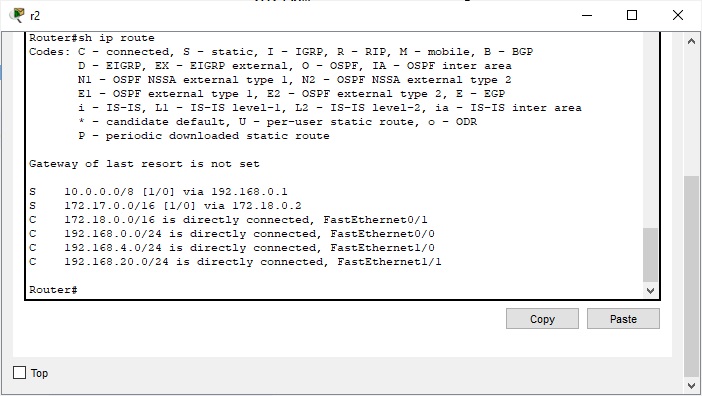 r2
Router#sh ip route
Codes: C - connected, S - static, I - IGRP, R - RIP, M - mobile, B - BGP
D - EIGRP, EX - EIGRP external, O - OSPF, IA - OSPF inter area
N1 - OSPF NSSA external type 1, N2 - OSPF NSSA external type 2
E1 - OSPF external type 1, E2 - OSPF external type 2, E - EGP
i - IS-IS, L1 - IS-IS level-1, L2 - IS-IS level-2, ia - IS-IS inter area
* - candidate default, U - per-user static route, o - ODR
P - periodic downloaded static route
Gateway of last resort is not set
S 10.0.0.0/8 [1/0] via 192.168.0.1
S 172.17.0.0/16 [1/0] via 172.18.0.2
C 172.18.0.0/16 is directly connected, FastEthernet0/1
C 192.168.0.0/24 is directly connected, FastEthernet0/0
C 192.168.4.0/24 is directly connected, FastEthernet1/0
C 192.168.20.0/24 is directly connected, FastEthernet1/1
Router#
Copy Paste
Top